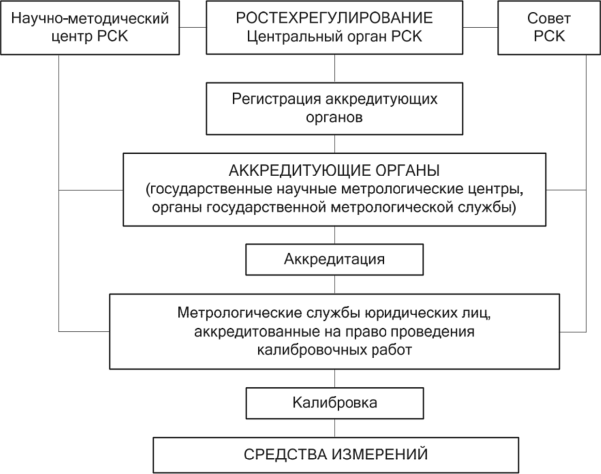 Научно-методический
центр РСК
РОСТЕХРЕГУЛИРОВАНИЕ
Центральный орган РСК
Совет
РСК
Регистрация аккредитующих
органов
АККРЕДИТУЮЩИЕ ОРГАНЫ
(государственные научные метрологические центры,
органы государственной метрологической службы)
Аккредитация
Метрологические службы юридических лиц,
аккредитованные на право проведения
калибровочных работ
Калибровка
СРЕДСТВА ИЗМЕРЕНИЙ